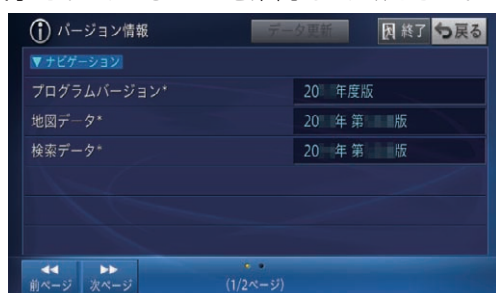 バージョン情報 データ更新 終了 戻る
▼ナビゲーション
プログラムバージョン* 20 年度版
地図データ* 20 年 第 版
検索データ* 20 年 第 版
前ページ 次ページ (1/2ページ)